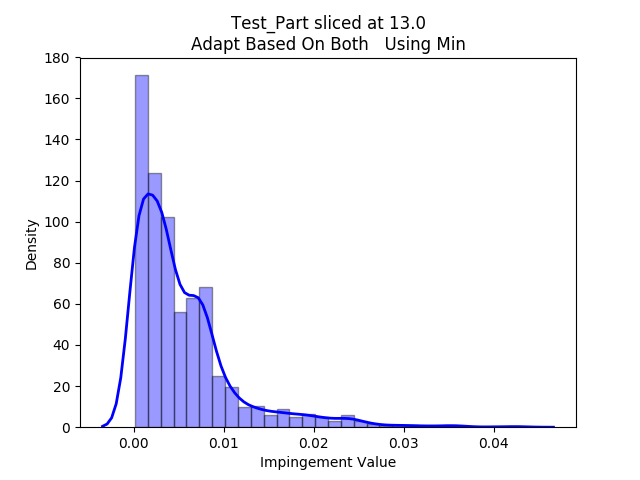 Test_Part sliced at 13.0
Adapt Based On Both   Using Min
180
160
140
120
100
80
60
40
20
0
Density
0.00 0.01 0.02 0.03 0.04
Impingement Value